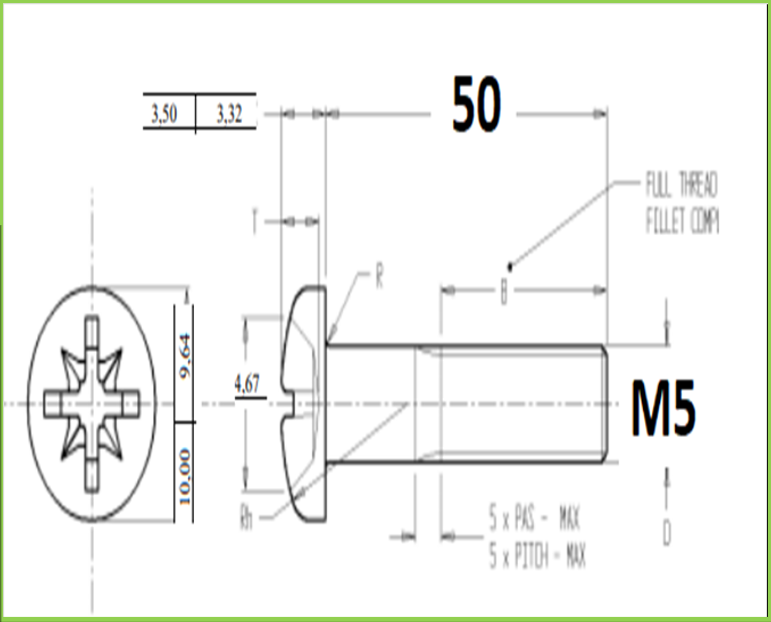 50
3,50 3,32
FULL THREAD
FILLET COMPL
T
R
B
9,64
4,67
M5
10,00
Rh
5 x PAS - MAX
5 x PITCH - MAX
D